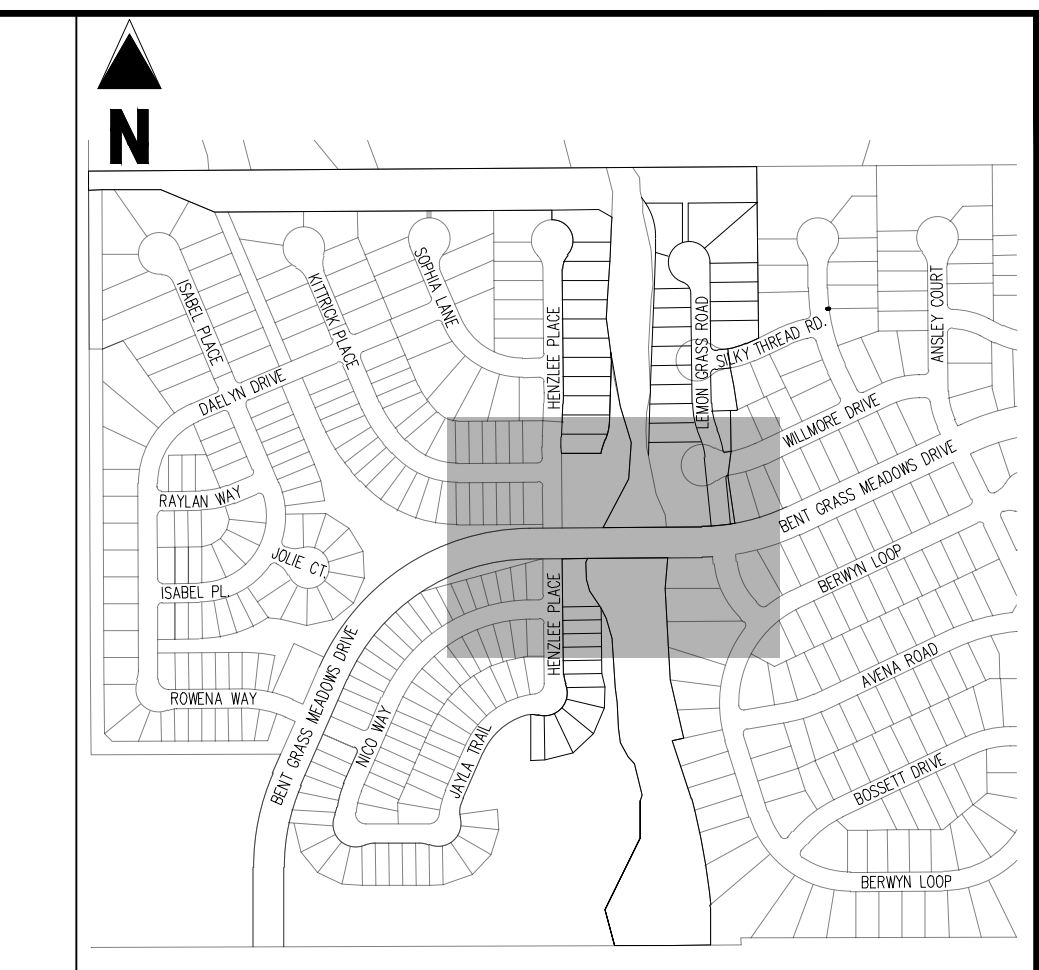 N
ISABEL PLACE
KITTRICK PLACE
SOPHIA LANE
HENZLEE PLACE
LEMON GRASS ROAD
SILKY THREAD RD.
ANSLEY COURT
DAELYN DRIVE
WILLMORE DRIVE
BENT GRASS MEADOWS DRIVE
RAYLAN WAY
JOLIE CT.
ISABEL PL.
BERWYN LOOP
HENZLEE PLACE
AVENA ROAD
ROWENA WAY
BENT GRASS MEADOWS DRIVE
NICO WAY
JAYLA TRAIL
BOSSETT DRIVE
BERWYN LOOP